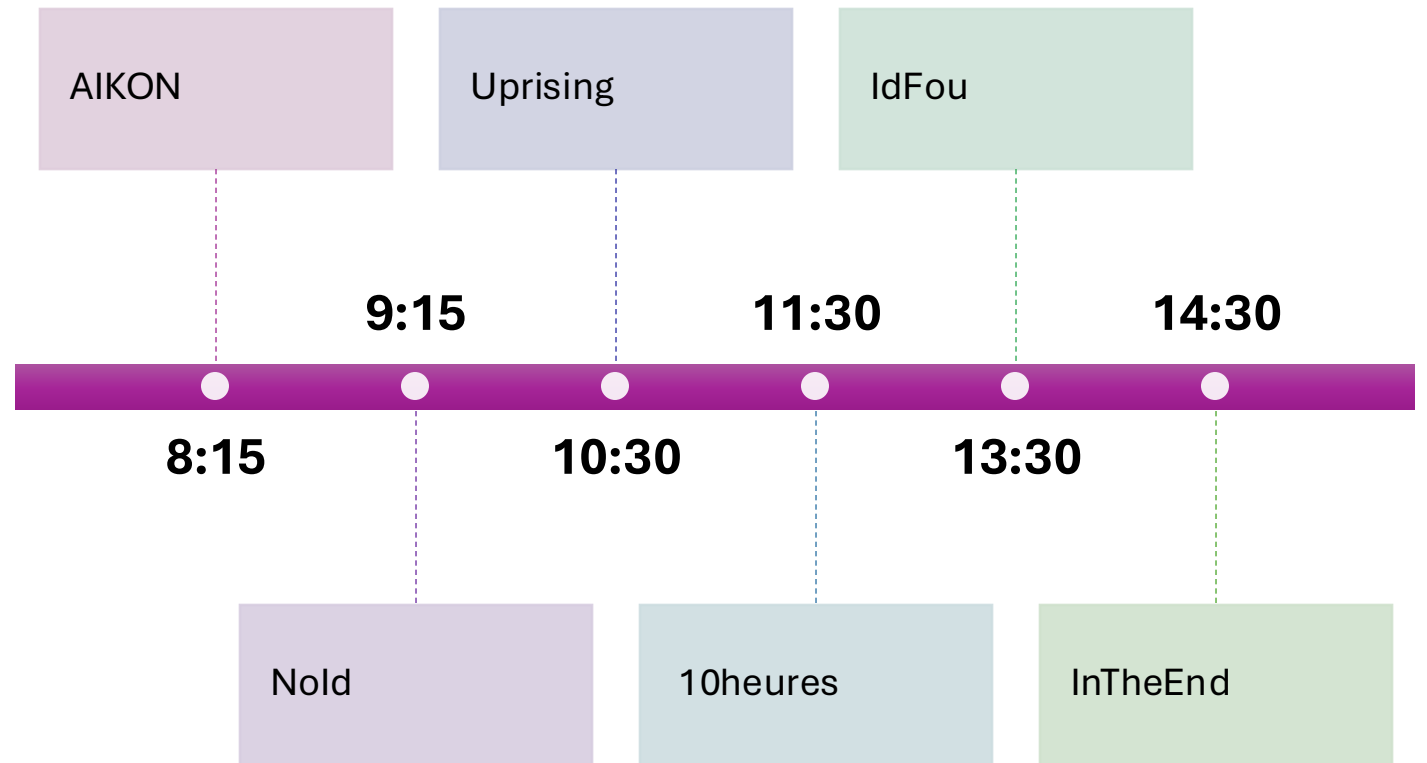 AIKON
Uprising
IdFou
9:15
11:30
14:30
8:15
10:30
13:30
NoId
10heures
InTheEnd